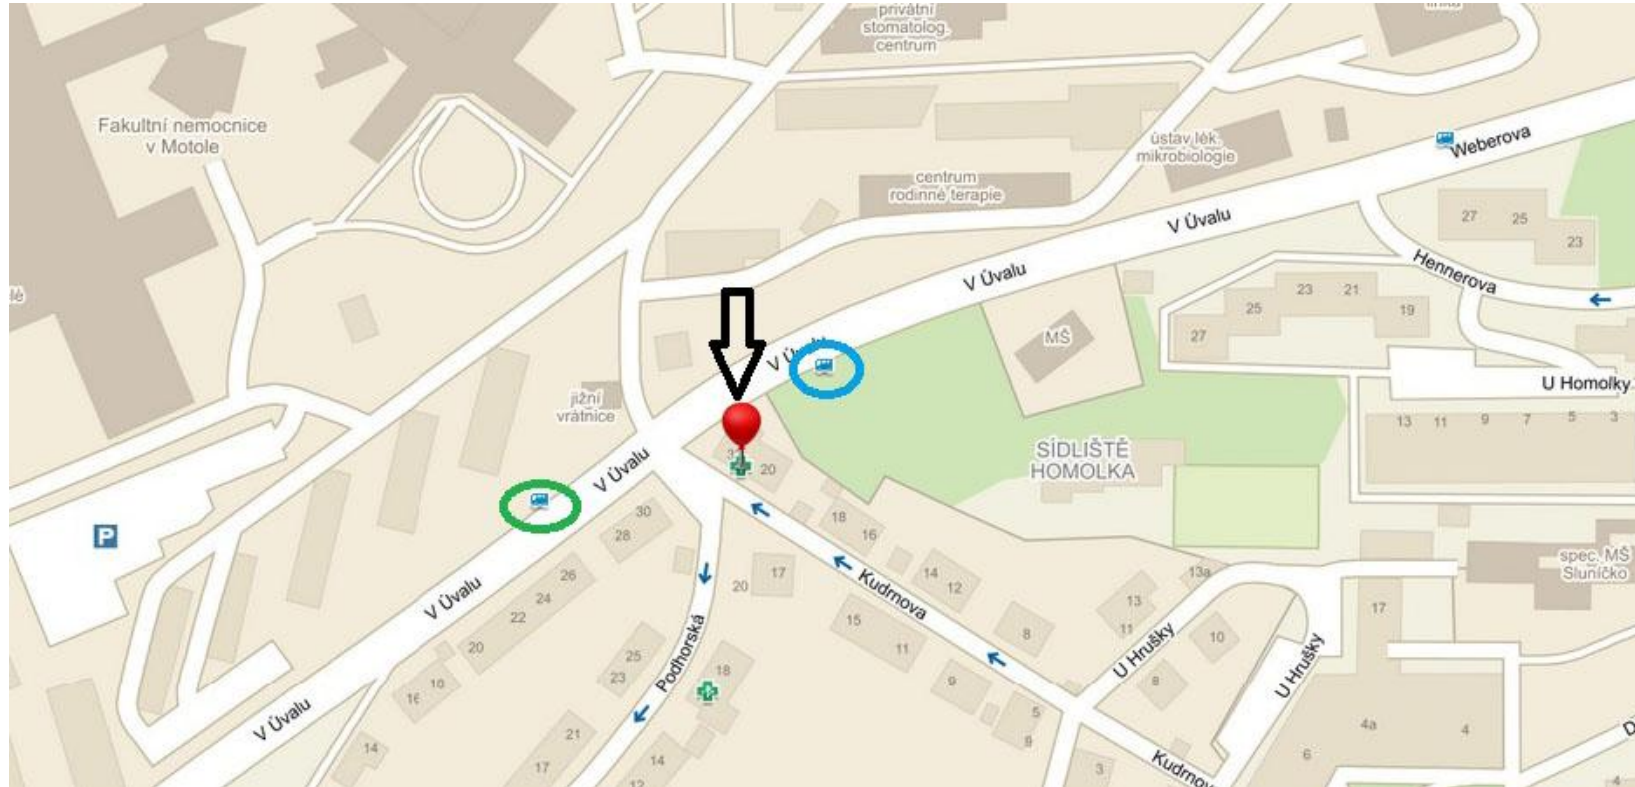 privátní
stomatolog.
centrum
Fakultní nemocnice
v Motole
ústav lék.
mikrobiologie
Weberova
centrum
rodinné terapie
V Úvalu
27
25
23
V Úvalu
Hennerova
23
21
25
19
27
MŠ
U Homolky
jižní
vrátnice
13
11
9
7
5
3
SÍDLIŠTĚ
HOMOLKA
V Úvalu
20
P
30
28
18
16
spec. MŠ
Sluníčko
26
24
22
20
17
20
14
12
13a
Kudrnova
V Úvalu
13
11
17
15
11
8
10
U Hrušky
U Hrušky
25
23
Podhorská
18
9
8
10
16
5
V Úvalu
21
14
17
14
12
4a
4
6
3
Kudrnov
D
4